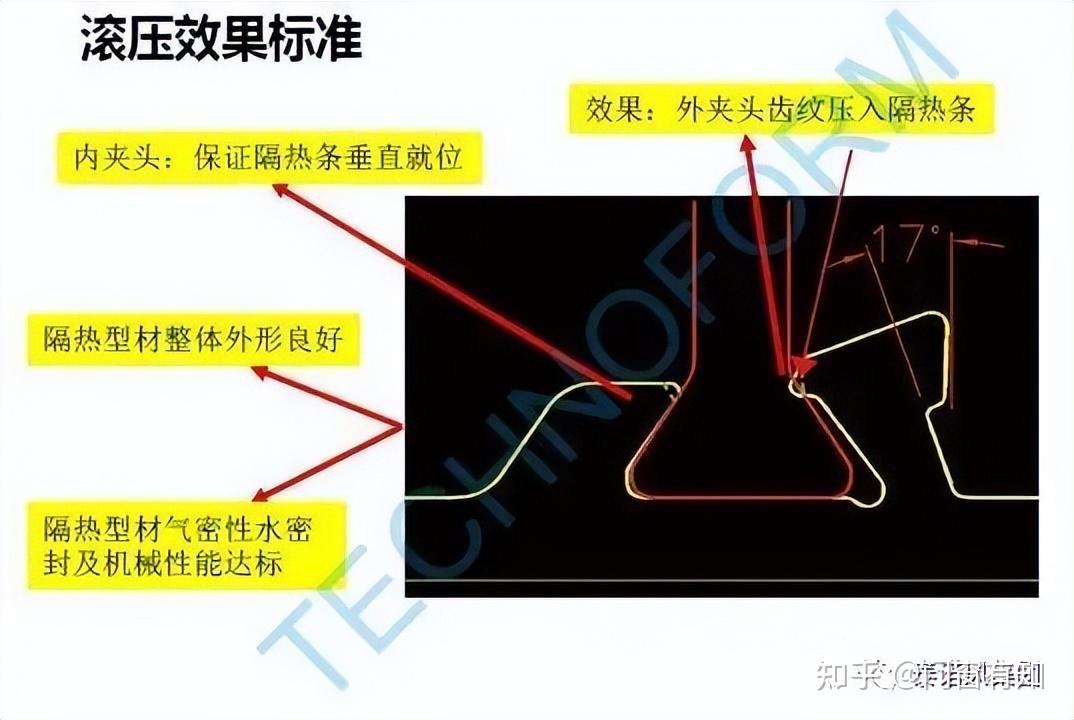 滚压效果标准
效果：外夹头齿纹压入隔热条
内夹头：保证隔热条垂直就位
17°
隔热型材整体外形良好
隔热型材气密性水密
封及机械性能达标
TECHNOFORM
知乎